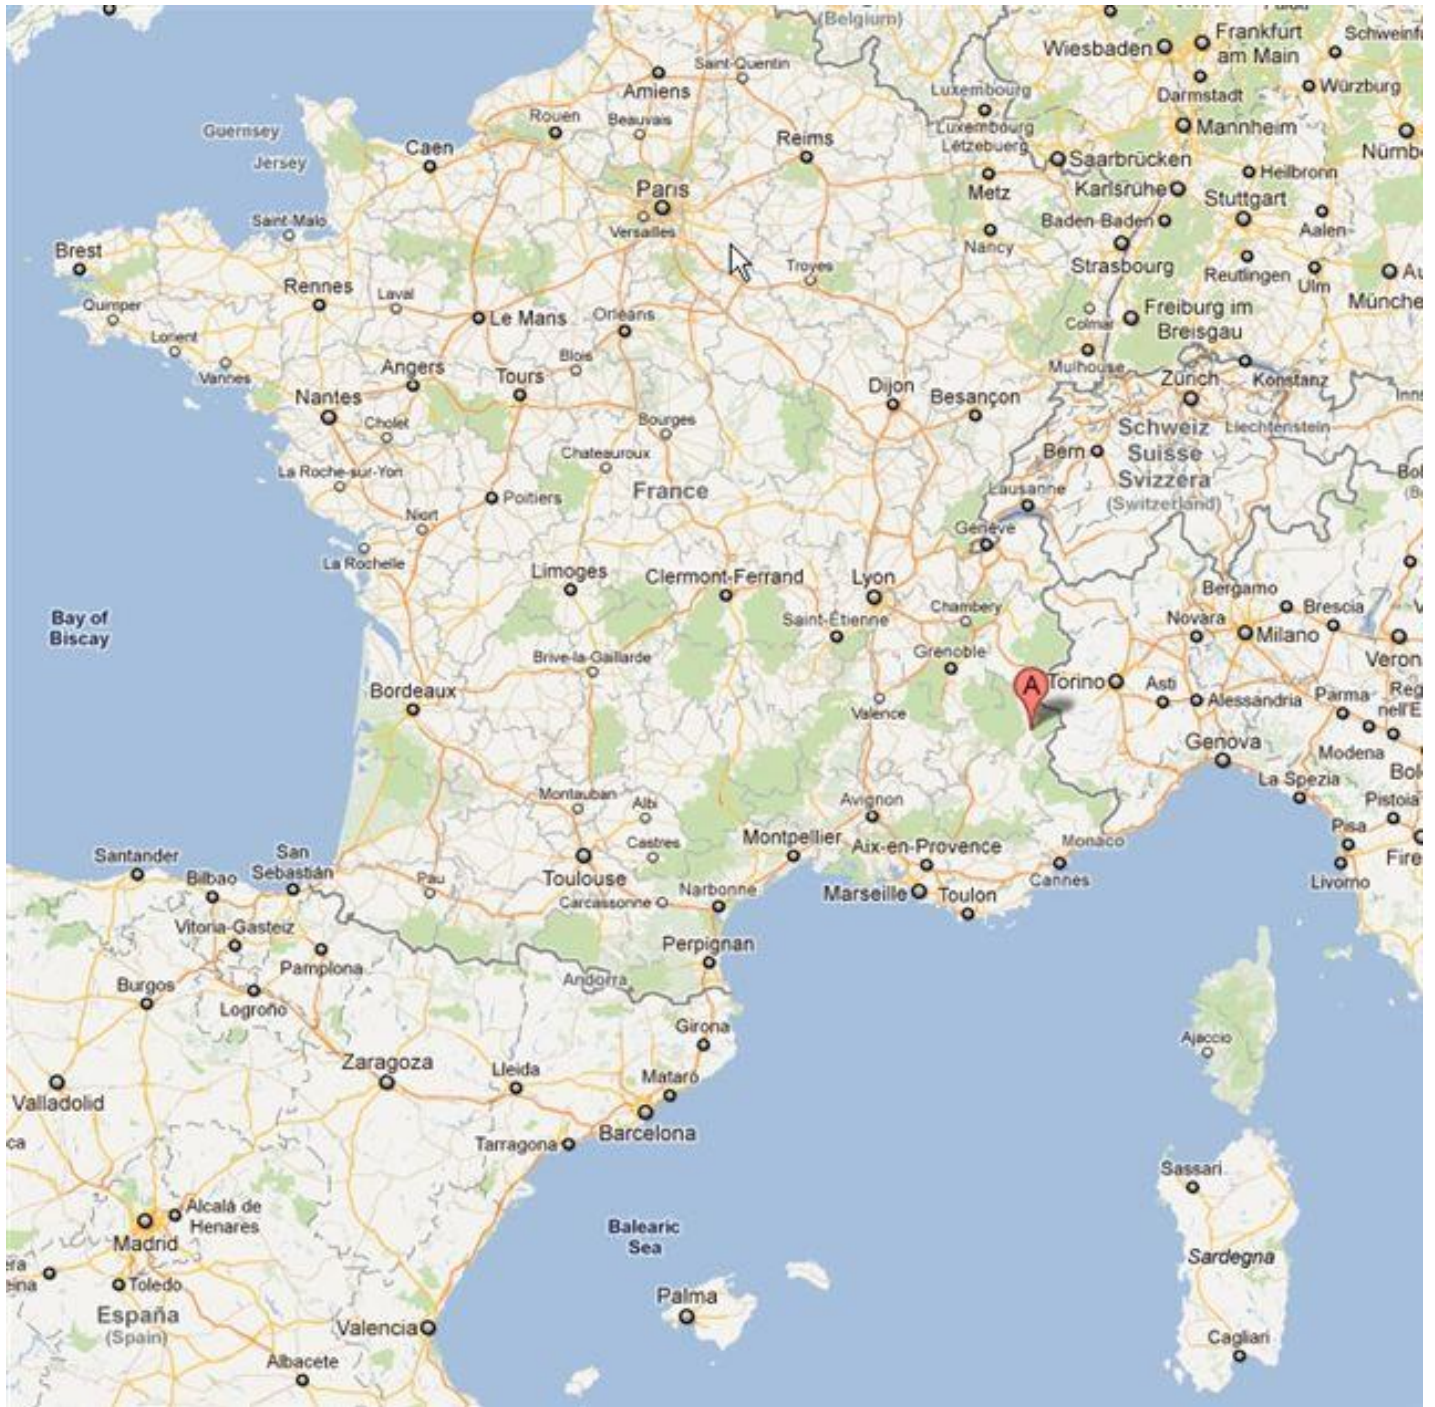 (Belgium)
Frankfurt
am Main
Wiesbaden
Saint-Quentin
Amiens
Luxembourg
Darmstadt
Würzburg
Guernsey
Rouen
Beauvais
Reims
Luxembourg
Lëtzebuerg
Mannheim
Jersey
Caen
Saarbrücken
Heilbronn
Paris
Metz
Karlsruhe
Stuttgart
Saint-Malo
Versailles
Nancy
Baden-Baden
Aalen
Brest
Troyes
Strasbourg
Reutlingen
Ulm
Rennes
Laval
Quimper
Le Mans
Orléans
Colmar
Freiburg im
Breisgau
Lorient
Blois
Vannes
Angers
Tours
Mulhouse
Zürich
Konstanz
Nantes
Dijon
Besançon
Cholet
Bourges
Schweiz
Suisse
Svizzera
(Switzerland)
Liechtenstein
Bern
La Roche-sur-Yon
Chateauroux
France
Poitiers
Lausanne
Niort
Genève
La Rochelle
Limoges
Clermont-Ferrand
Lyon
Bergamo
Bay of
Biscay
Saint-Étienne
Chambéry
Novara
Brescia
Milano
Brive-la-Gaillarde
Grenoble
Bordeaux
A
Torino
Asti
Alessandria
Parma
Valence
Genova
Modena
La Spezia
Montauban
Albi
Avignon
Pistoia
Santander
San
Sebastián
Castres
Montpellier
Aix-en-Provence
Monaco
Pisa
Bilbao
Pau
Toulouse
Narbonne
Marseille
Toulon
Cannes
Livorno
Carcassonne
Vitoria-Gasteiz
Pamplona
Perpignan
Burgos
Logroño
Andorra
Girona
Ajaccio
Zaragoza
Lleida
Mataró
Valladolid
Tarragona
Barcelona
Sassari
Alcalá de
Henares
Madrid
Balearic
Sea
Sardegna
Toledo
España
(Spain)
Palma
Valencia
Cagliari
Albacete